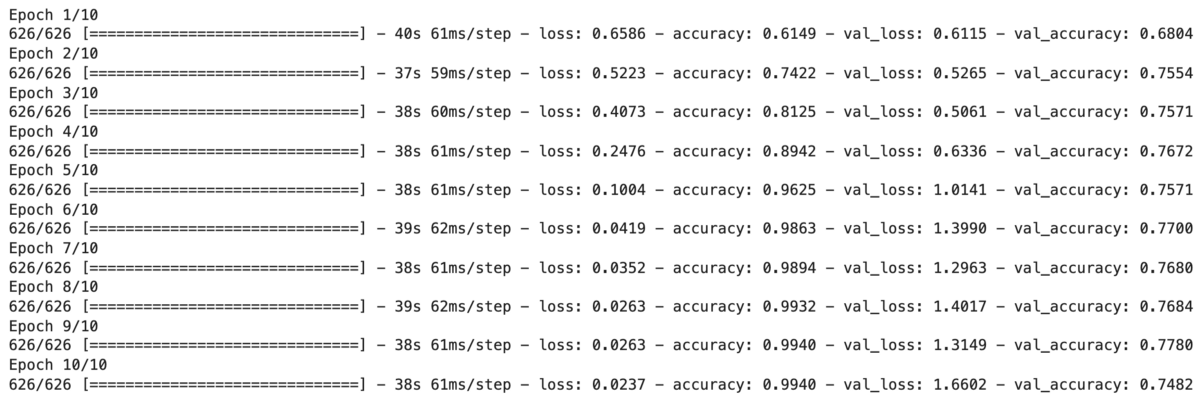 Epoch 1/10
626/626 [==============================] - 40s 61ms/step - loss: 0.6586 - accuracy: 0.6149 - val_loss: 0.6115 - val_accuracy: 0.6804
Epoch 2/10
626/626 [==============================] - 37s 59ms/step - loss: 0.5223 - accuracy: 0.7422 - val_loss: 0.5265 - val_accuracy: 0.7554
Epoch 3/10
626/626 [==============================] - 38s 60ms/step - loss: 0.4073 - accuracy: 0.8125 - val_loss: 0.5061 - val_accuracy: 0.7571
Epoch 4/10
626/626 [==============================] - 38s 61ms/step - loss: 0.2476 - accuracy: 0.8942 - val_loss: 0.6336 - val_accuracy: 0.7672
Epoch 5/10
626/626 [==============================] - 38s 61ms/step - loss: 0.1004 - accuracy: 0.9625 - val_loss: 1.0141 - val_accuracy: 0.7571
Epoch 6/10
626/626 [==============================] - 39s 62ms/step - loss: 0.0419 - accuracy: 0.9863 - val_loss: 1.3990 - val_accuracy: 0.7700
Epoch 7/10
626/626 [==============================] - 38s 61ms/step - loss: 0.0352 - accuracy: 0.9894 - val_loss: 1.2963 - val_accuracy: 0.7680
Epoch 8/10
626/626 [==============================] - 39s 62ms/step - loss: 0.0263 - accuracy: 0.9932 - val_loss: 1.4017 - val_accuracy: 0.7684
Epoch 9/10
626/626 [==============================] - 38s 61ms/step - loss: 0.0263 - accuracy: 0.9940 - val_loss: 1.3149 - val_accuracy: 0.7780
Epoch 10/10
626/626 [==============================] - 38s 61ms/step - loss: 0.0237 - accuracy: 0.9940 - val_loss: 1.6602 - val_accuracy: 0.7482